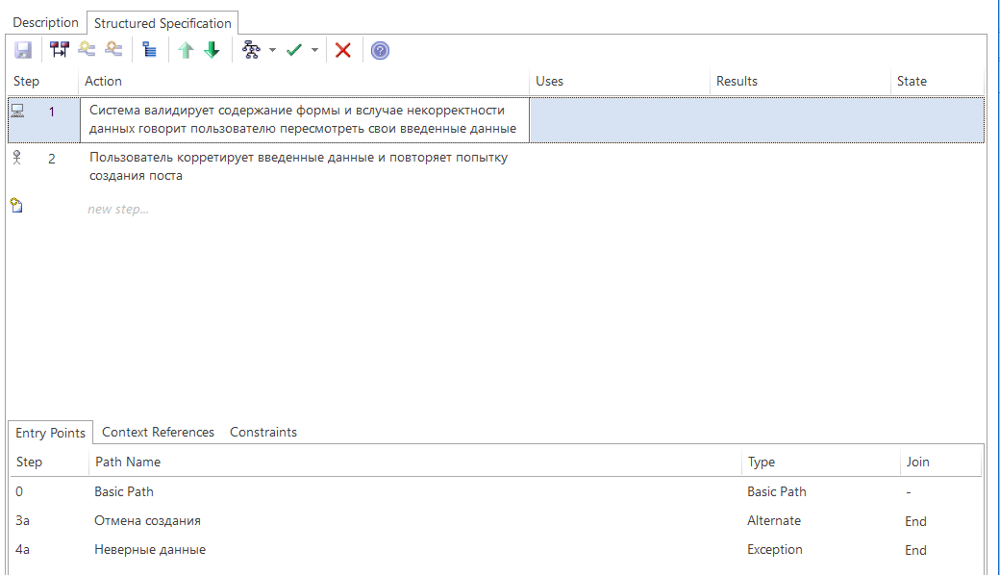 Description Structured Specification
Step Action Uses Results State
1 Система валидирует содержание формы и вслучае некорректности
данных говорит пользователю пересмотреть свои введенные данные
2 Пользователь корретирует введенные данные и повторяет попытку
создания поста
new step...
Entry Points Context References Constraints
Step Path Name Type Join
0 Basic Path Basic Path -
3a Отмена создания Alternate End
4a Неверные данные Exception End